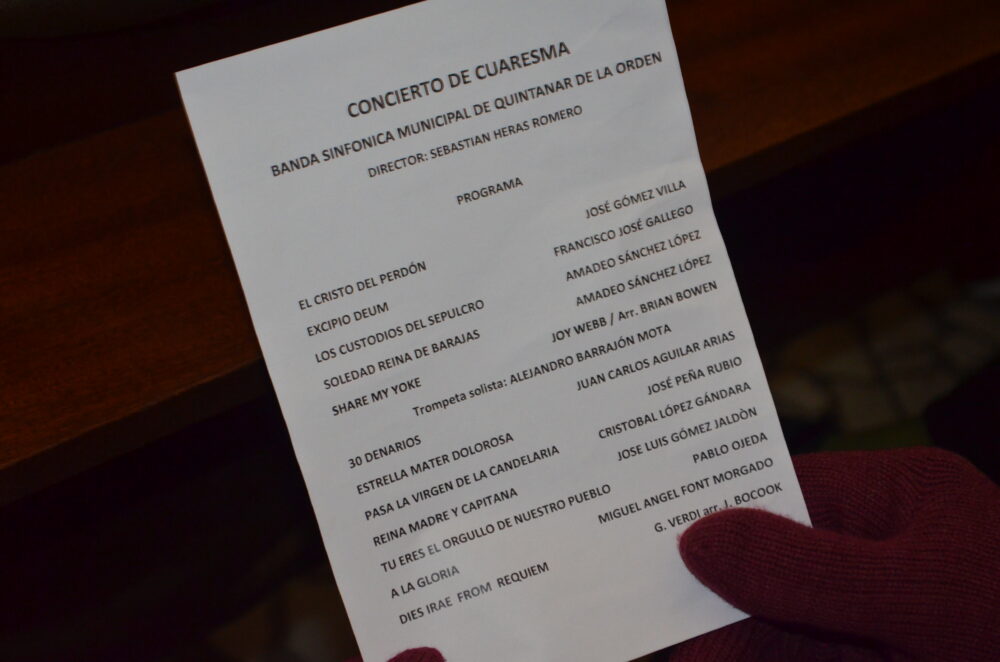 CONCIERTO DE CUARESMA
BANDA SINFONICA MUNICIPAL DE QUINTANAR DE LA ORDEN
DIRECTOR: SEBASTIAN HERAS ROMERO
PROGRAMA
EL CRISTO DEL PERDÓN JOSÉ GÓMEZ VILLA
EXCIPIO DEUM FRANCISCO JOSÉ GALLEGO
LOS CUSTODIOS DEL SEPULCRO AMADEO SÁNCHEZ LÓPEZ
SOLEDAD REINA DE BARAJAS AMADEO SÁNCHEZ LÓPEZ
SHARE MY YOKE JOY WEBB / Arr. BRIAN BOWEN
Trompeta solista: ALEJANDRO BARRAJÓN MOTA
30 DENARIOS JUAN CARLOS AGUILAR ARIAS
ESTRELLA MATER DOLOROSA JOSÉ PEÑA RUBIO
PASA LA VIRGEN DE LA CANDELARIA CRISTOBAL LÓPEZ GÁNDARA
REINA MADRE Y CAPITANA JOSE LUIS GÓMEZ JALDÒN
TU ERES EL ORGULLO DE NUESTRO PUEBLO PABLO OJEDA
A LA GLORIA MIGUEL ANGEL FONT MORGADO
DIES IRAE FROM REQUIEM G. VERDI arr. J. BOCOOK